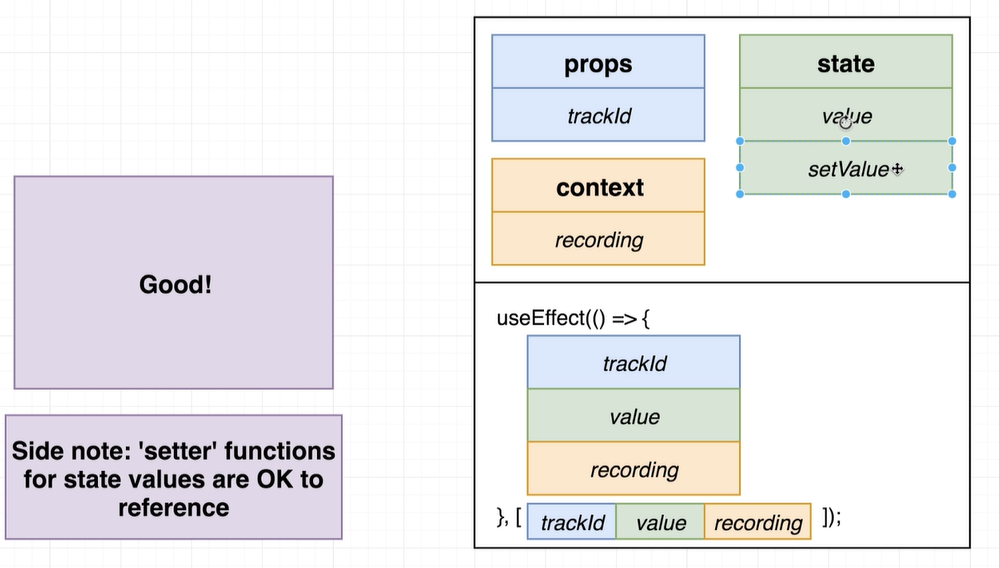 Good!
Side note: 'setter' functions
for state values are OK to
reference
props
trackId
context
recording
state
value
setValue
useEffect(() => {
trackId
value
recording
}, [ trackId value recording ]);